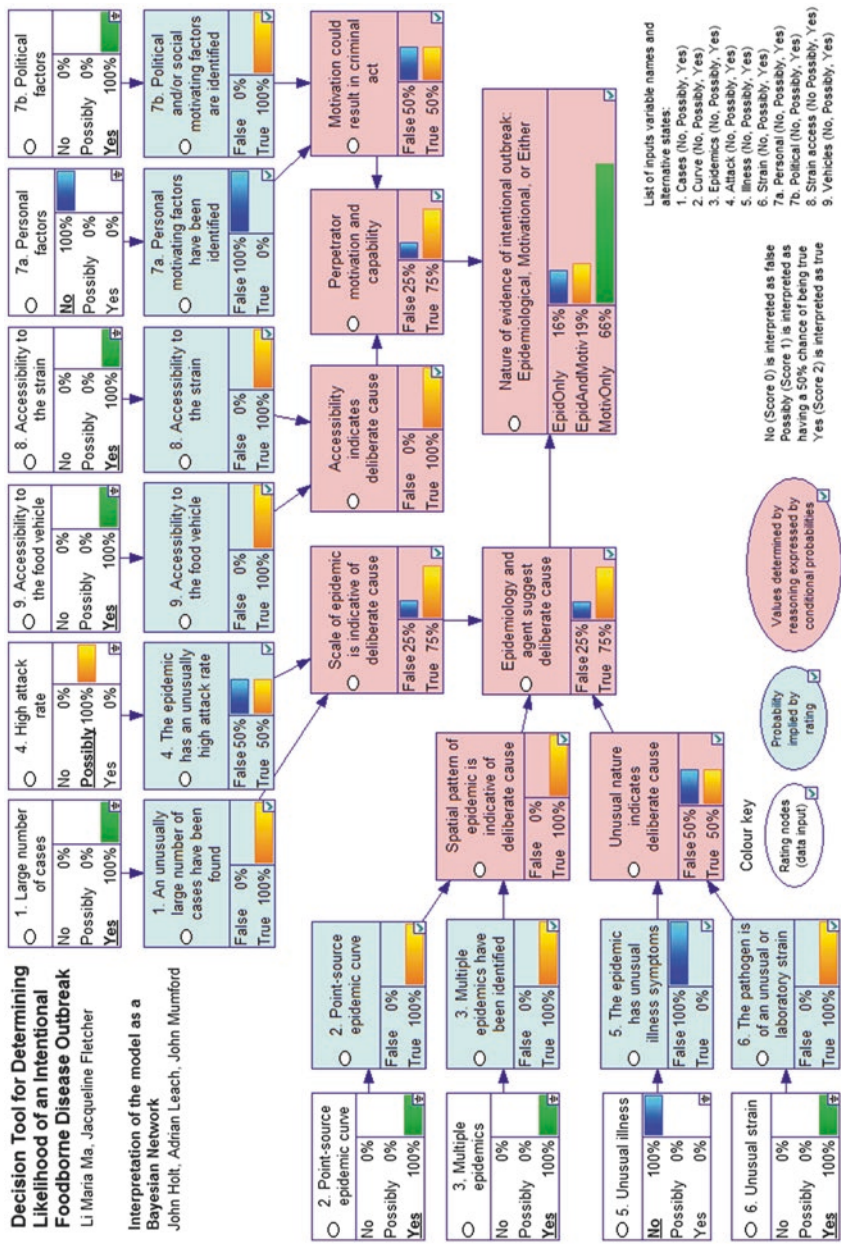 Decision Tool for Determining
Likelihood of an Intentional
Foodborne Disease Outbreak
Li Maria Ma, Jacqueline Fletcher
Interpretation of the model as a
Bayesian Network
John Holt, Adrian Leach, John Mumford
1. Large number
of cases
No 0%
Possibly 0%
Yes 100%
4. High attack
rate
No 0%
Possibly 100%
Yes 0%
9. Accessibility to
the food vehicle
No 0%
Possibly 0%
Yes 100%
8. Accessibility to
the strain
No 0%
Possibly 0%
Yes 100%
7a. Personal
factors
No 100%
Possibly 0%
Yes 0%
7b. Political
factors
No 0%
Possibly 0%
Yes 100%
1. An unusually
large number of
cases have been
found
False 0%
True 100%
4. The epidemic
has an unusually
high attack rate
False 50%
True 50%
9. Accessibility to
the food vehicle
False 0%
True 100%
8. Accessibility to
the strain
False 0%
True 100%
7a. Personal
motivating factors
have been
identified
False 100%
True 0%
7b. Political
and/or social
motivating factors
are identified
False 0%
True 100%
Scale of epidemic
is indicative of
deliberate cause
False 25%
True 75%
Accessibility
indicates
deliberate cause
False 0%
True 100%
Perpetrator
motivation and
capability
False 25%
True 75%
Motivation could
result in criminal
act
False 50%
True 50%
2. Point-source
epidemic curve
No 0%
Possibly 0%
Yes 100%
2. Point-source
epidemic curve
False 0%
True 100%
3. Multiple
epidemics
No 0%
Possibly 0%
Yes 100%
3. Multiple
epidemics have
been identified
False 0%
True 100%
Spatial pattern of
epidemic is
indicative of
deliberate cause
False 0%
True 100%
Epidemiology and
agent suggest
deliberate cause
False 25%
True 75%
Nature of evidence of intentional outbreak:
Epidemiological, Motivational, or Either
EpidOnly 16%
EpidAndMotiv 19%
MotivOnly 66%
5. Unusual illness
No 100%
Possibly 0%
Yes 0%
5. The epidemic
has unusual
illness symptoms
False 100%
True 0%
6. Unusual strain
No 0%
Possibly 0%
Yes 100%
6. The pathogen is
of an unusual or
laboratory strain
False 0%
True 100%
Unusual nature
indicates
deliberate cause
False 50%
True 50%
Colour key
Rating nodes
(data input)
Probability
implied by
rating
Values determined by
reasoning expressed by
conditional probabilities
No (Score 0) is interpreted as false
Possibly (Score 1) is interpreted as
having a 50% chance of being true
Yes (Score 2) is interpreted as true
List of inputs variable names and
alternative states:
1. Cases (No, Possibly, Yes)
2. Curve (No, Possibly, Yes)
3. Epidemics (No, Possibly, Yes)
4. Attack (No, Possibly, Yes)
5. Illness (No, Possibly, Yes)
6. Strain (No, Possibly, Yes)
7a. Personal (No, Possibly, Yes)
7b. Political (No, Possibly, Yes)
8. Strain access (No Possibly, Yes)
9. Vehicles (No, Possibly, Yes)